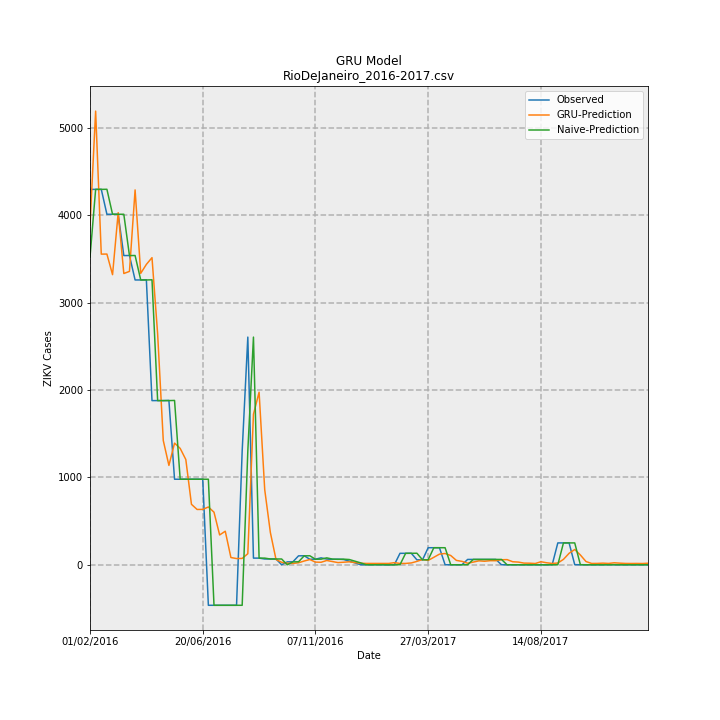 GRU Model
RioDeJaneiro_2016-2017.csv
Observed
GRU-Prediction
Naive-Prediction
5000
4000
3000
2000
1000
0
ZIKV Cases
01/02/2016
20/06/2016
07/11/2016
27/03/2017
14/08/2017
Date